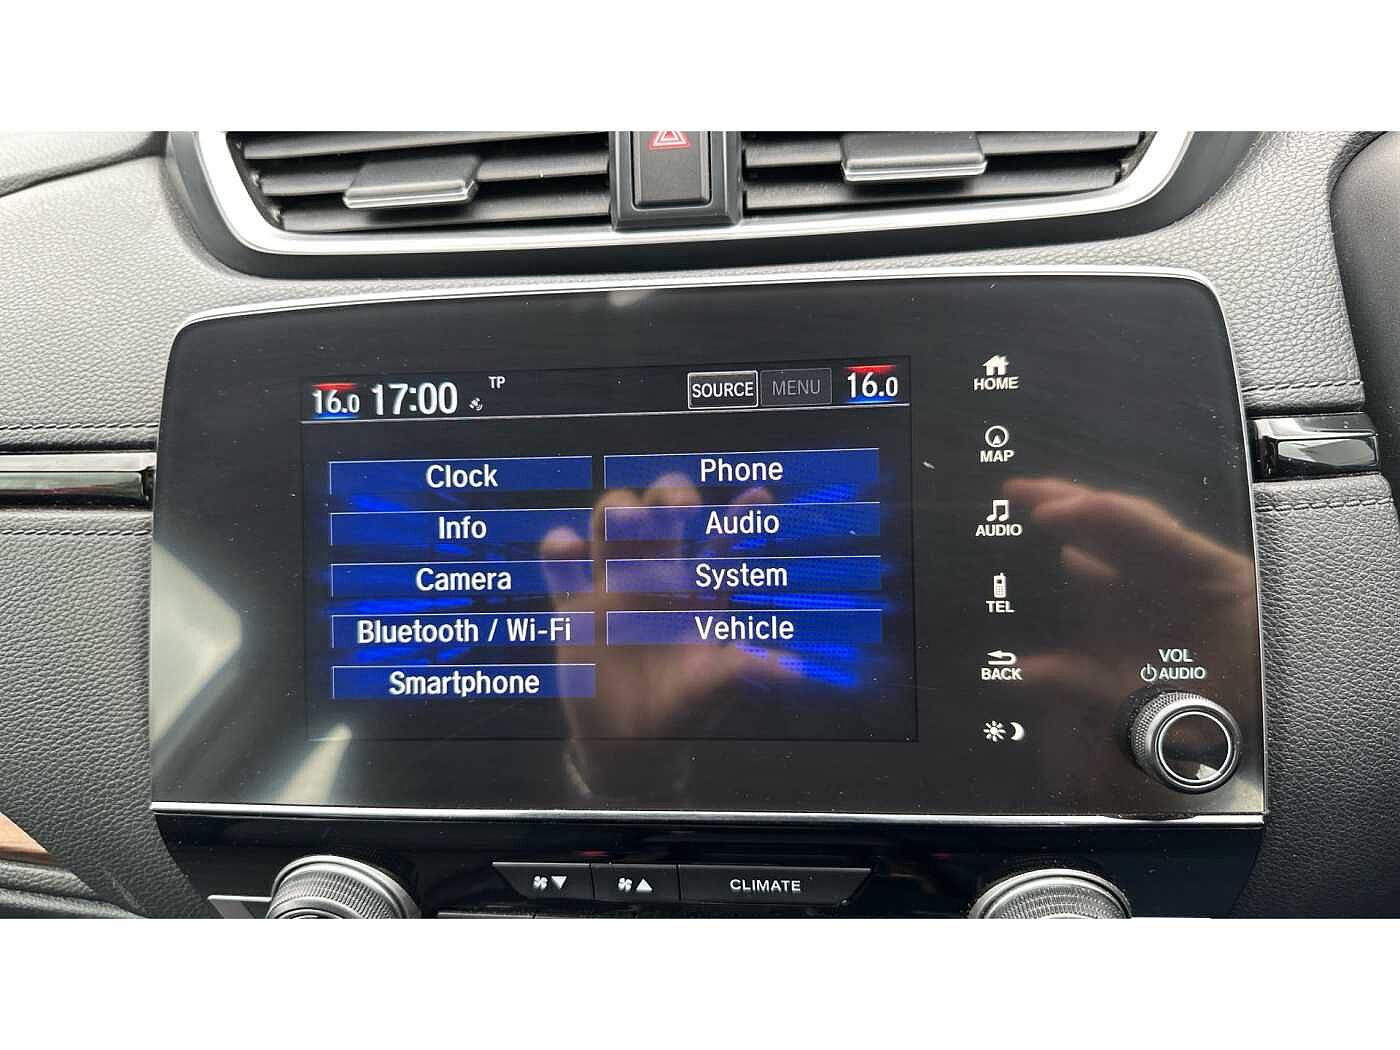 16.0 17:00 TP SOURCE MENU 16.0
Clock
Phone
Info
Audio
Camera
System
Bluetooth / Wi-Fi
Vehicle
Smartphone
HOME
MAP
AUDIO
TEL
BACK
VOL
AUDIO
CLIMATE